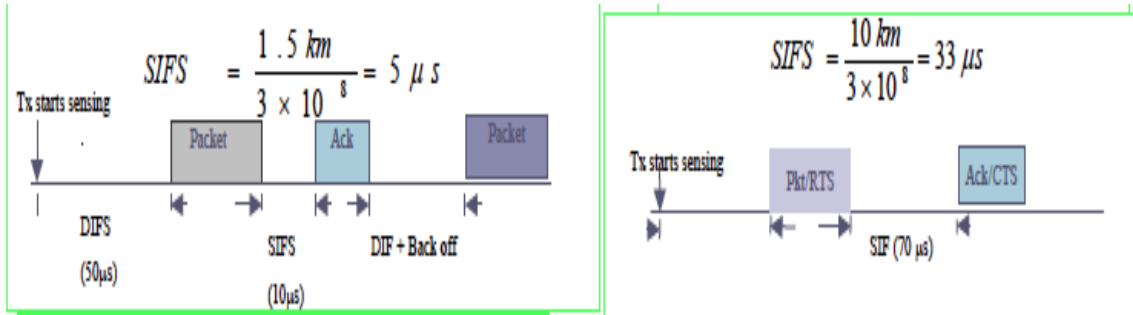 SIFS = 1 . 5 km / 3 × 10 8 = 5 μ s
Tx starts sensing
Packet
Ack
Packet
DIFS
(50μs)
SIFS
(10μs)
DIF + Back off
SIFS = 10 km / 3 × 10 8 = 33 μs
Tx starts sensing
Pkt/RTS
Ack/CTS
SIF (70 μs)